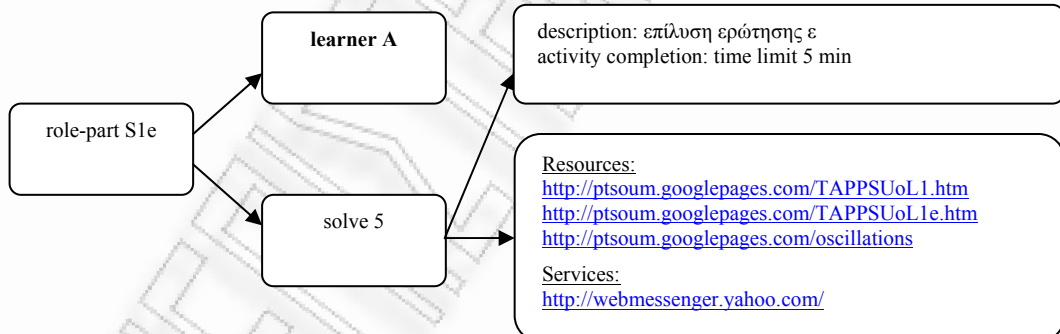 role-part S1e
learner A
solve 5
description: επίλυση ερώτησης ε
activity completion: time limit 5 min
Resources:
http://ptsoum.googlepages.com/TAPPSUoL1.htm
http://ptsoum.googlepages.com/TAPPSUoL1e.htm
http://ptsoum.googlepages.com/oscillations
Services:
http://webmessenger.yahoo.com/